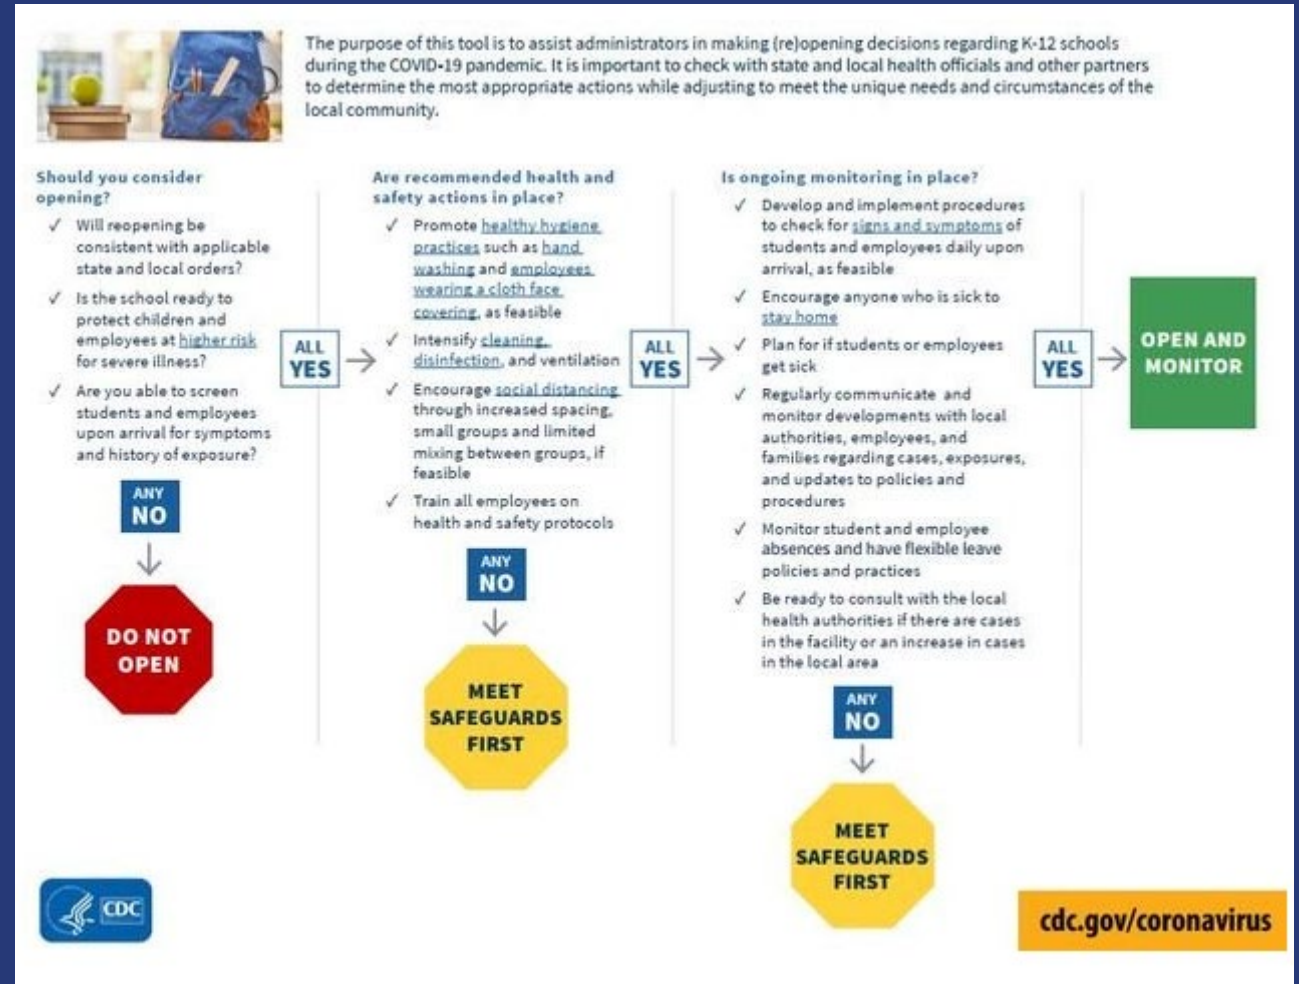 The purpose of this tool is to assist administrators in making (re)opening decisions regarding K-12 schools
during the COVID-19 pandemic. It is important to check with state and local health officials and other partners
to determine the most appropriate actions while adjusting to meet the unique needs and circumstances of the
local community.
Should you consider
opening?
✓ Will reopening be
consistent with applicable
state and local orders?
✓ Is the school ready to
protect children and
employees at higher risk
for severe illness?
✓ Are you able to screen
students and employees
upon arrival for symptoms
and history of exposure?
ANY
NO
DO NOT
OPEN
ALL
YES
Are recommended health and
safety actions in place?
✓ Promote healthy hygiene
practices such as hand
washing and employees
wearing a cloth face
covering, as feasible
✓ Intensify cleaning,
disinfection, and ventilation
✓ Encourage social distancing
through increased spacing,
small groups and limited
mixing between groups, if
feasible
✓ Train all employees on
health and safety protocols
ANY
NO
MEET
SAFEGUARDS
FIRST
ALL
YES
Is ongoing monitoring in place?
✓ Develop and implement procedures
to check for signs and symptoms of
students and employees daily upon
arrival, as feasible
✓ Encourage anyone who is sick to
stay home
✓ Plan for if students or employees
get sick
✓ Regularly communicate and
monitor developments with local
authorities, employees, and
families regarding cases, exposures,
and updates to policies and
procedures
✓ Monitor student and employee
absences and have flexible leave
policies and practices
✓ Be ready to consult with the local
health authorities if there are cases
in the facility or an increase in cases
in the local area
ANY
NO
MEET
SAFEGUARDS
FIRST
ALL
YES
OPEN AND
MONITOR
CDC
cdc.gov/coronavirus